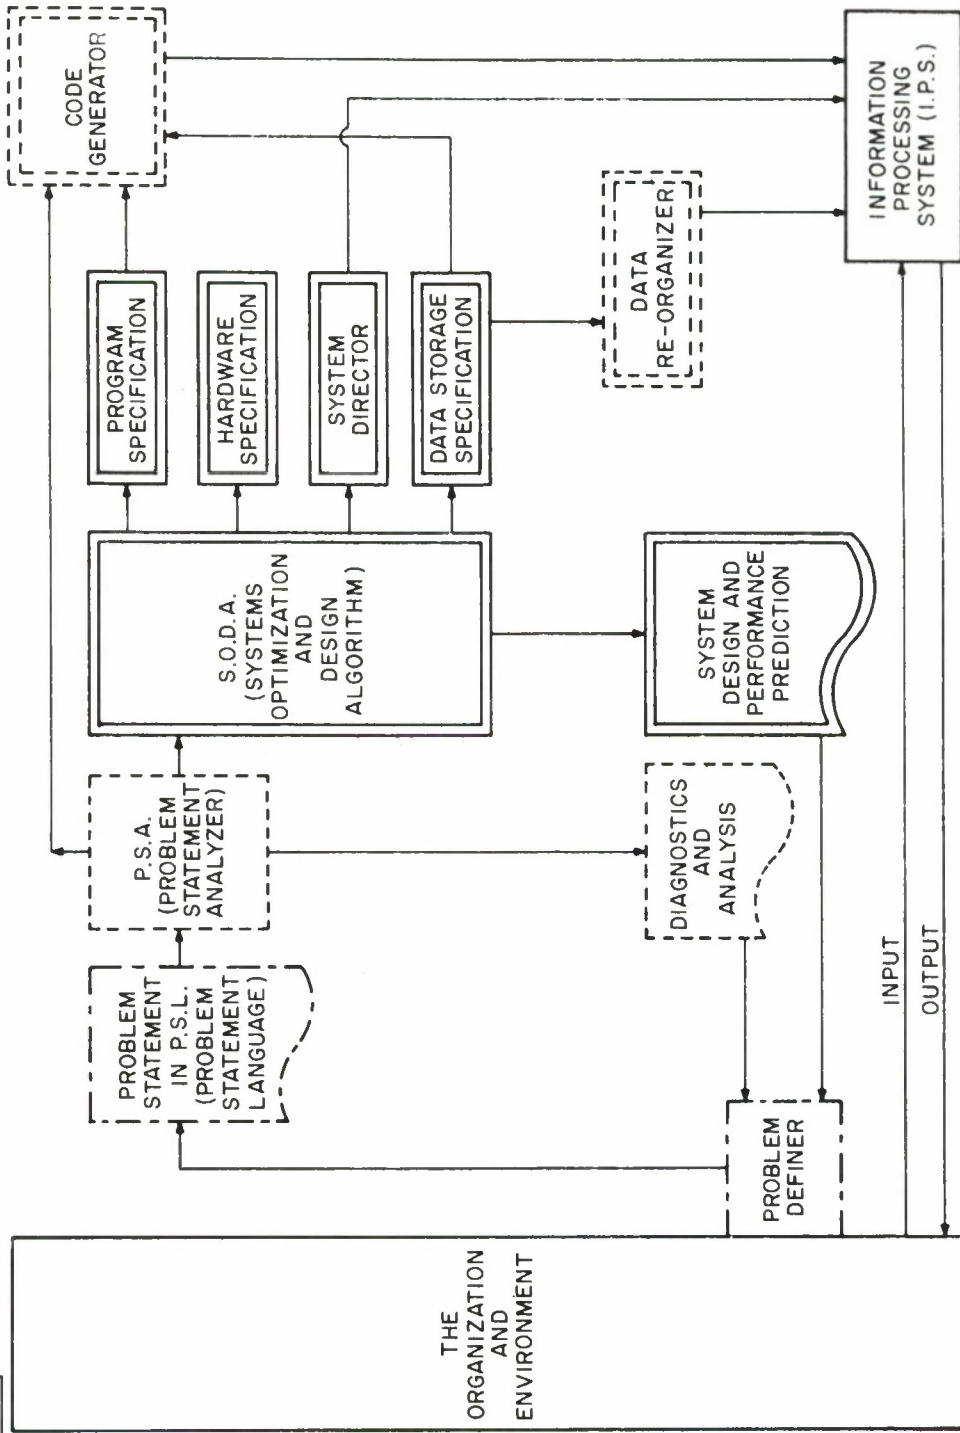 THE
ORGANIZATION
AND
ENVIRONMENT
PROBLEM
DEFINER
PROBLEM
STATEMENT
IN P.S.L.
(PROBLEM
STATEMENT
LANGUAGE)
P.S.A.
(PROBLEM
STATEMENT
ANALYZER)
DIAGNOSTICS
AND
ANALYSIS
S.O.D.A.
(SYSTEMS
OPTIMIZATION
AND
DESIGN
ALGORITHM)
SYSTEM
DESIGN AND
PERFORMANCE
PREDICTION
PROGRAM
SPECIFICATION
HARDWARE
SPECIFICATION
SYSTEM
DIRECTOR
DATA STORAGE
SPECIFICATION
DATA
RE-ORGANIZER
CODE
GENERATOR
INFORMATION
PROCESSING
SYSTEM (I.P.S.)
INPUT
OUTPUT